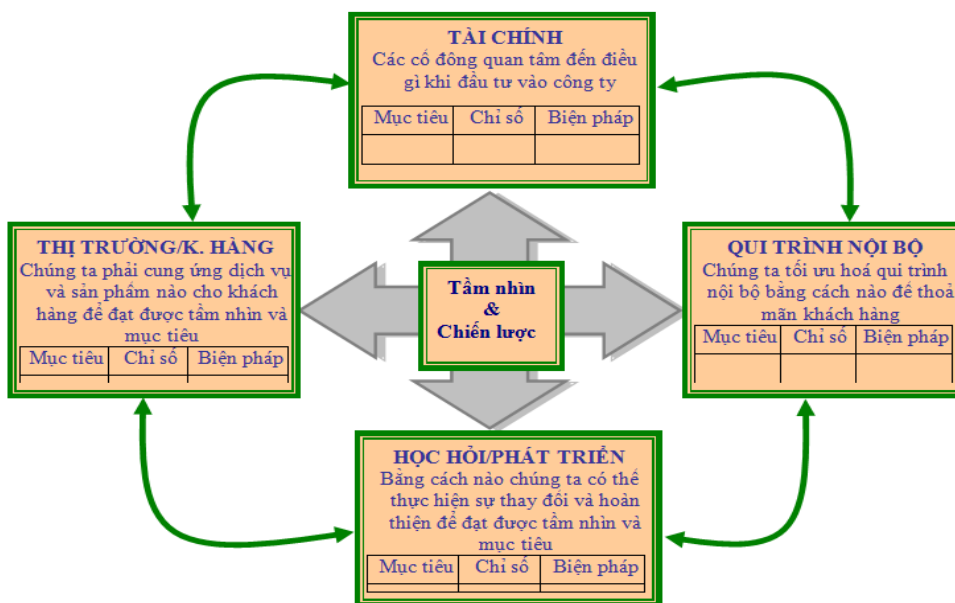 TÀI CHÍNH
Các cổ đông quan tâm đến điều
gì khi đầu tư vào công ty
Mục tiêu Chỉ số Biện pháp
THỊ TRƯỜNG/K. HÀNG
Chúng ta phải cung ứng dịch vụ
và sản phẩm nào cho khách
hàng để đạt được tầm nhìn và
mục tiêu
Mục tiêu Chỉ số Biện pháp
Tầm nhìn
&
Chiến lược
QUI TRÌNH NỘI BỘ
Chúng ta tối ưu hoá qui trình
nội bộ bằng cách nào để thoả
mãn khách hàng
Mục tiêu Chỉ số Biện pháp
HỌC HỎI/PHÁT TRIỂN
Bằng cách nào chúng ta có thể
thực hiện sự thay đổi và hoàn
thiện để đạt được tầm nhìn và
mục tiêu
Mục tiêu Chỉ số Biện pháp